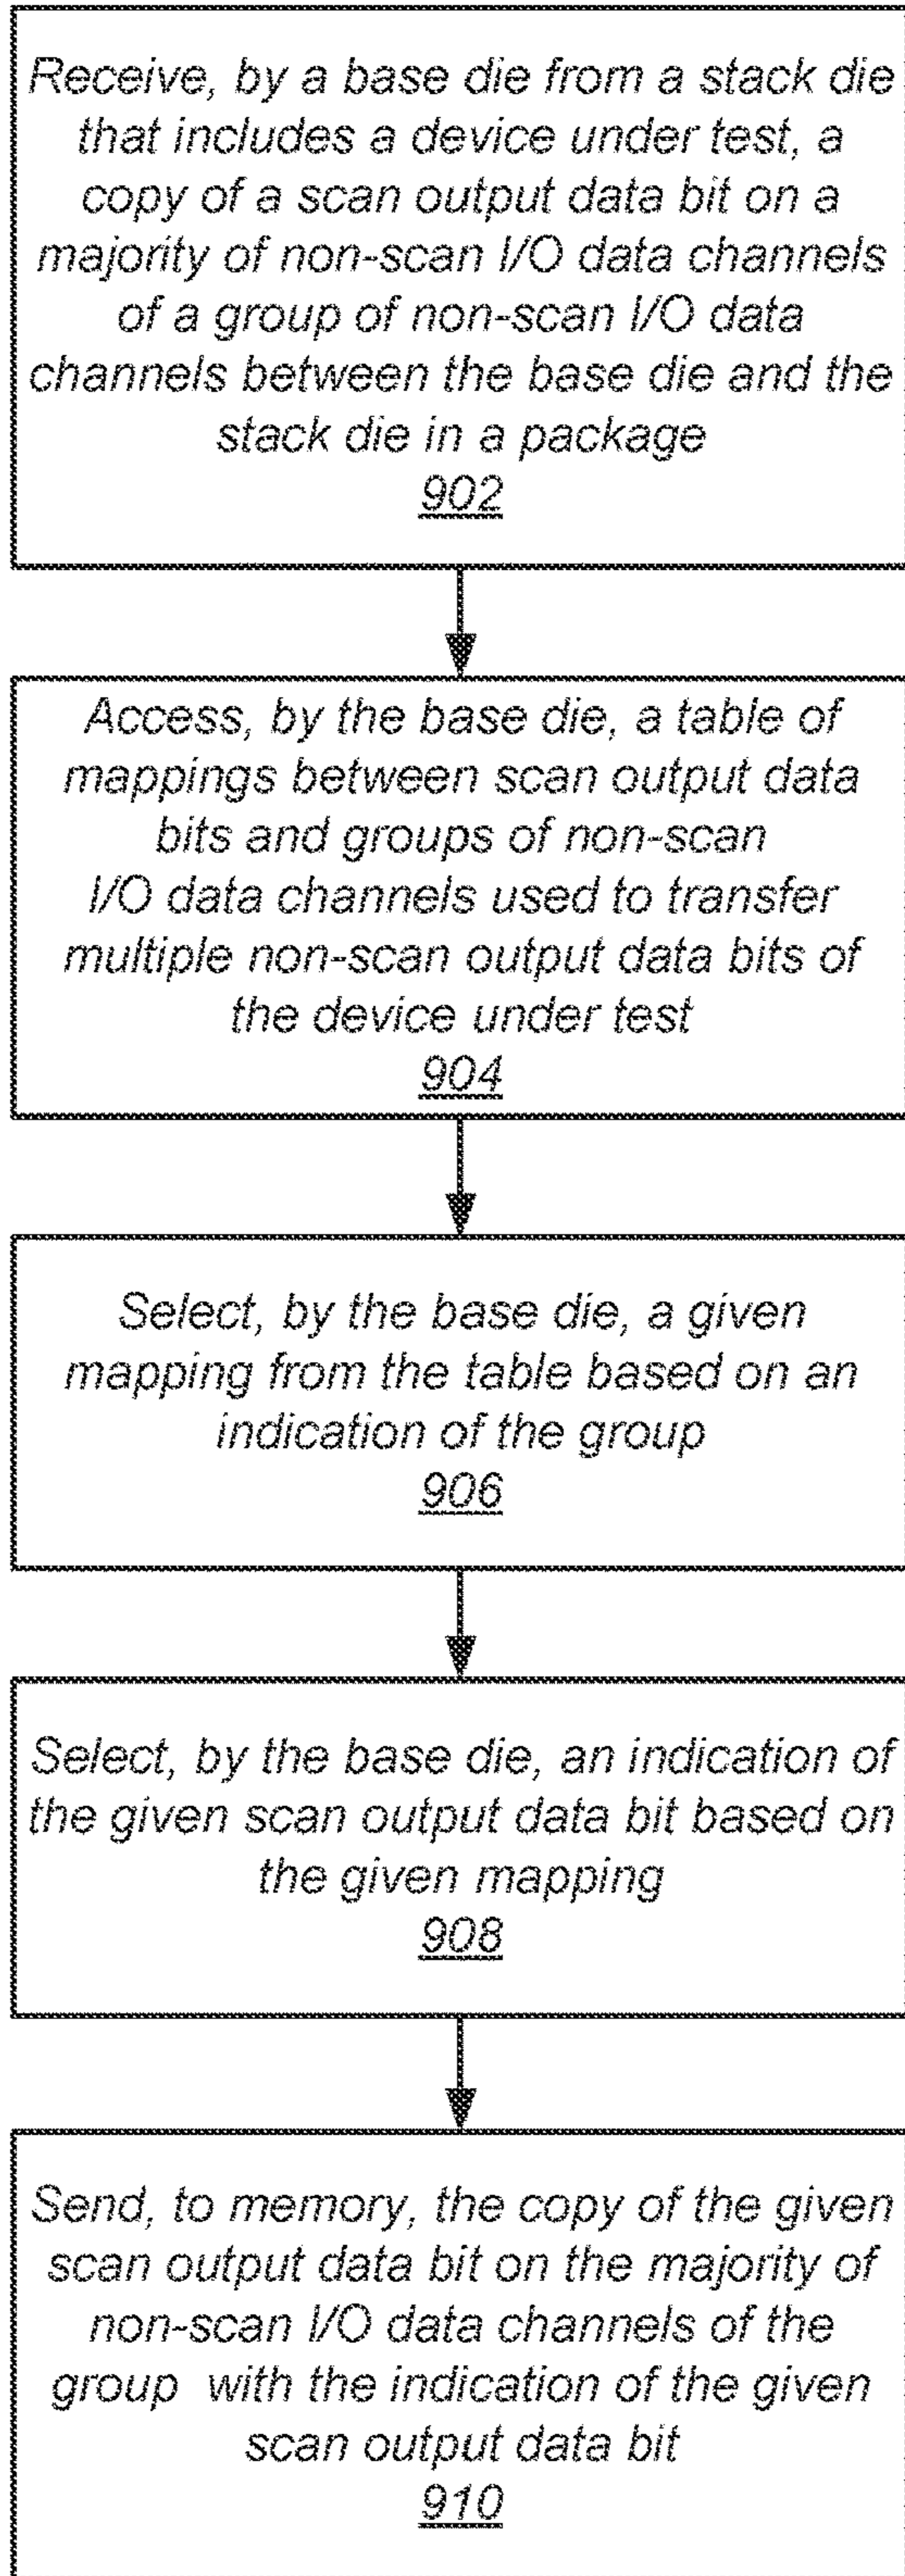 Receive, by a base die from a stack die
that includes a device under test, a
copy of a scan output data bit on a
majority of non-scan I/O data channels
of a group of non-scan I/O data
channels between the base die and the
stack die in a package
902
Access, by the base die, a table of
mappings between scan output data
bits and groups of non-scan
I/O data channels used to transfer
multiple non-scan output data bits of
the device under test
904
Select, by the base die, a given
mapping from the table based on an
indication of the group
906
Select, by the base die, an indication of
the given scan output data bit based on
the given mapping
908
Send, to memory, the copy of the given
scan output data bit on the majority of
non-scan I/O data channels of the
group with the indication of the given
scan output data bit
910